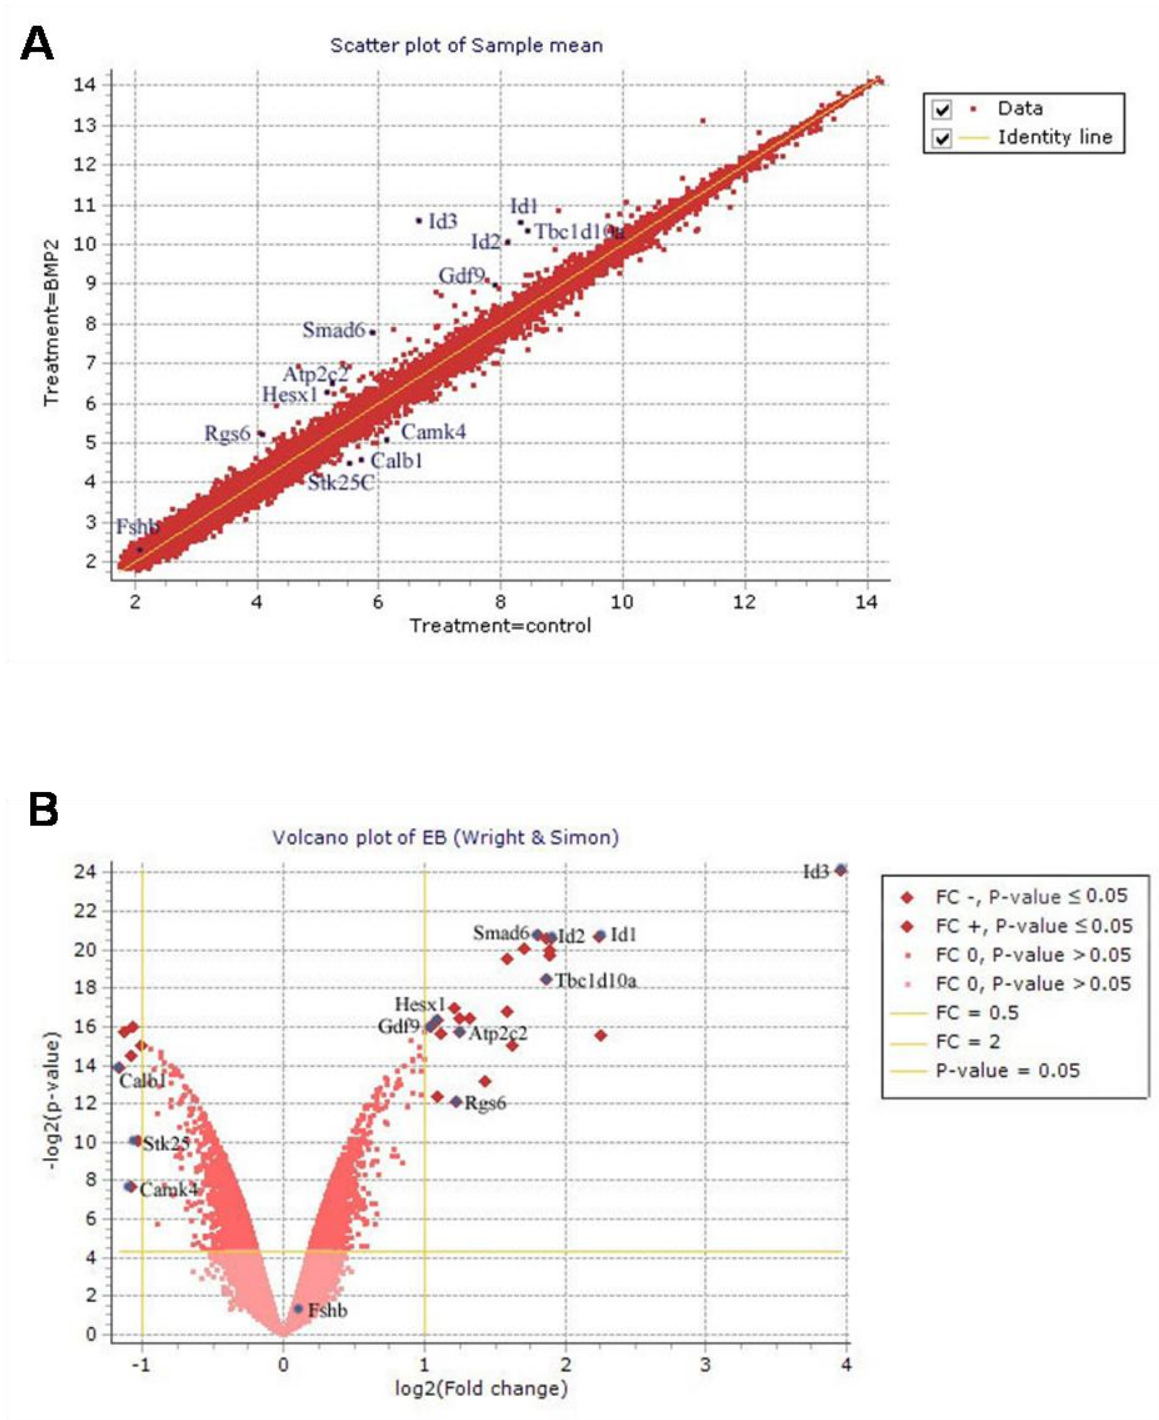 A
Scatter plot of Sample mean
14
13
12
11
10
9
8
7
6
5
4
3
2
Treatment=BMP2
Id3
Id1
Tbc1d10a
Id2
Gdf9
Smad6
Atp2c2
Hesx1
Rgs6
Camk4
Calb1
Stk25C
Fshb
2 4 6 8 10 12 14
Treatment=control
Data
Identity line
B
Volcano plot of EB (Wright & Simon)
24
22
20
18
16
14
12
10
8
6
4
2
0
-log2(p-value)
Id3
Smad6
Id2
Id1
Tbc1d10a
Hesx1
Gdf9
Atp2c2
Calb1
Rgs6
Stk25
Camk4
Fshb
-1 0 1 2 3 4
log2(Fold change)
FC -, P-value ≤ 0.05
FC +, P-value ≤ 0.05
FC 0, P-value > 0.05
FC 0, P-value > 0.05
FC = 0.5
FC = 2
P-value = 0.05